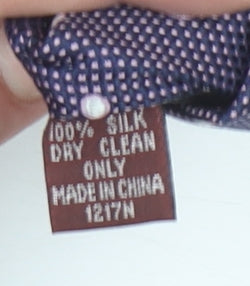 100% SILK
DRY CLEAN
ONLY
MADE IN CHINA
1217N